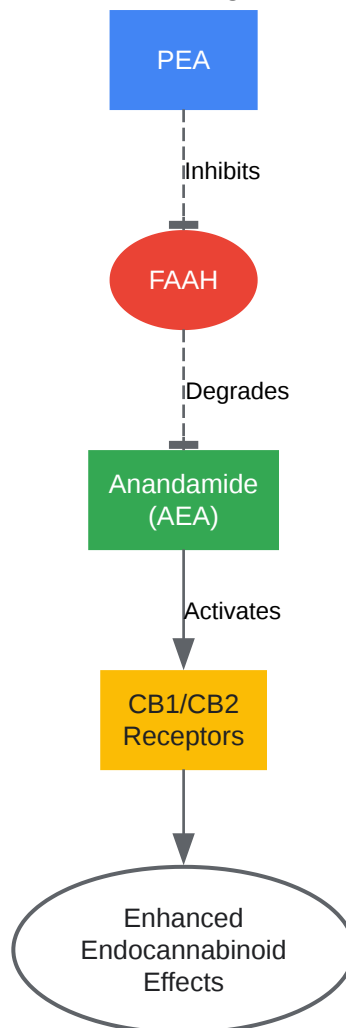 PEA
Inhibits
FAAH
Degrades
Anandamide
(AEA)
Activates
CB1/CB2
Receptors
Enhanced
Endocannabinoid
Effects